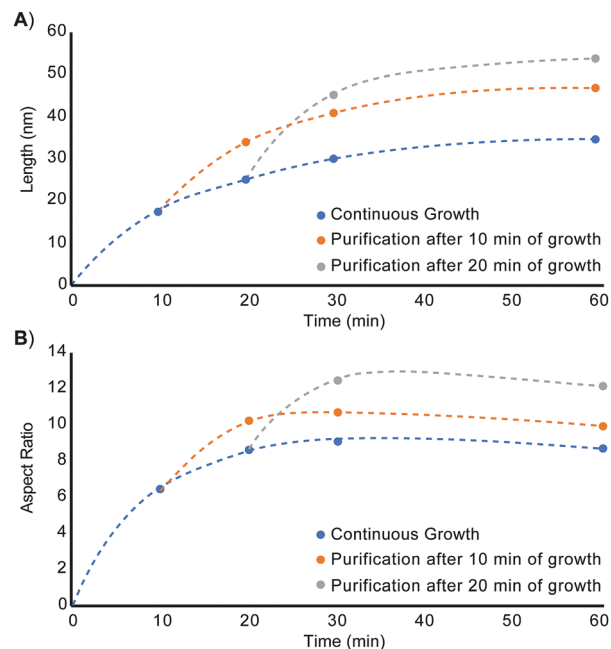 A)
60
50
40
30
20
10
0
Length (nm)
Continuous Growth
Purification after 10 min of growth
Purification after 20 min of growth
0 10 20 30 40 50 60
Time (min)
B)
14
12
10
8
6
4
2
0
Aspect Ratio
Continuous Growth
Purification after 10 min of growth
Purification after 20 min of growth
0 10 20 30 40 50 60
Time (min)